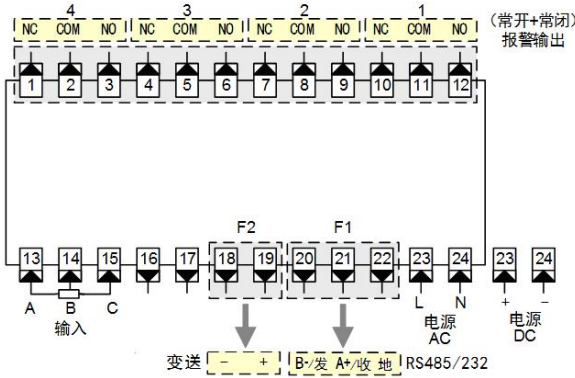 4 3 2 1
NC COM NO NC COM NO NC COM NO NC COM NO
(常开+常闭)
报警输出
1 2 3 4 5 6 7 8 9 10 11 12
F2 F1
13 14 15 16 17 18 19 20 21 22 23 24 23 24
A B C L N + -
输入
电源
AC
电源
DC
变送 - + B-/发 A+/收 地 RS485/232